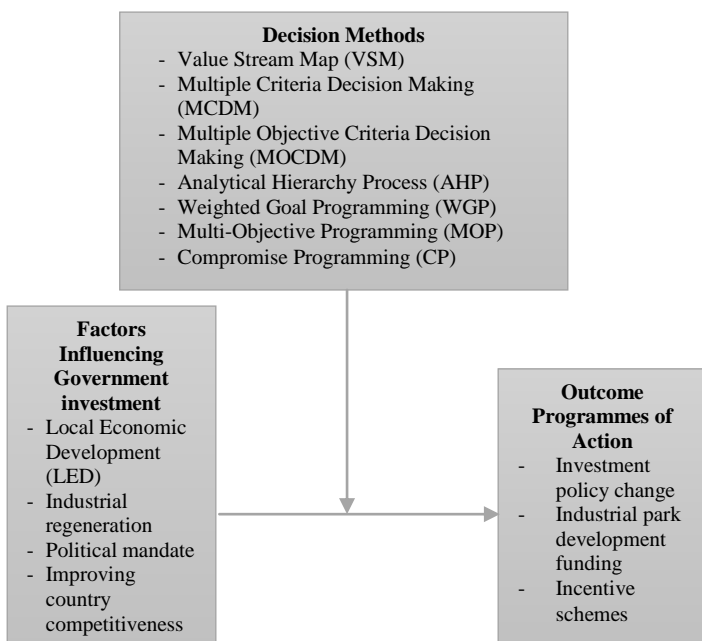 Decision Methods
- Value Stream Map (VSM)
- Multiple Criteria Decision Making
(MCDM)
- Multiple Objective Criteria Decision
Making (MOCDM)
- Analytical Hierarchy Process (AHP)
- Weighted Goal Programming (WGP)
- Multi-Objective Programming (MOP)
- Compromise Programming (CP)
Factors
Influencing
Government
investment
- Local Economic
Development
(LED)
- Industrial
regeneration
- Political mandate
- Improving
country
competitiveness
Outcome
Programmes of
Action
- Investment
policy change
- Industrial park
development
funding
- Incentive
schemes